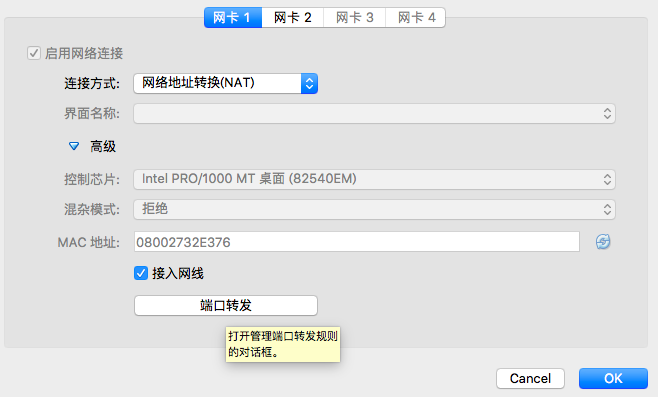 网卡 1 网卡 2 网卡 3 网卡 4
启用网络连接
连接方式: 网络地址转换(NAT)
界面名称:
高级
控制芯片: Intel PRO/1000 MT 桌面 (82540EM)
混杂模式: 拒绝
MAC 地址: 08002732E376
接入网线
端口转发
打开管理端口转发规则
的对话框。
Cancel OK